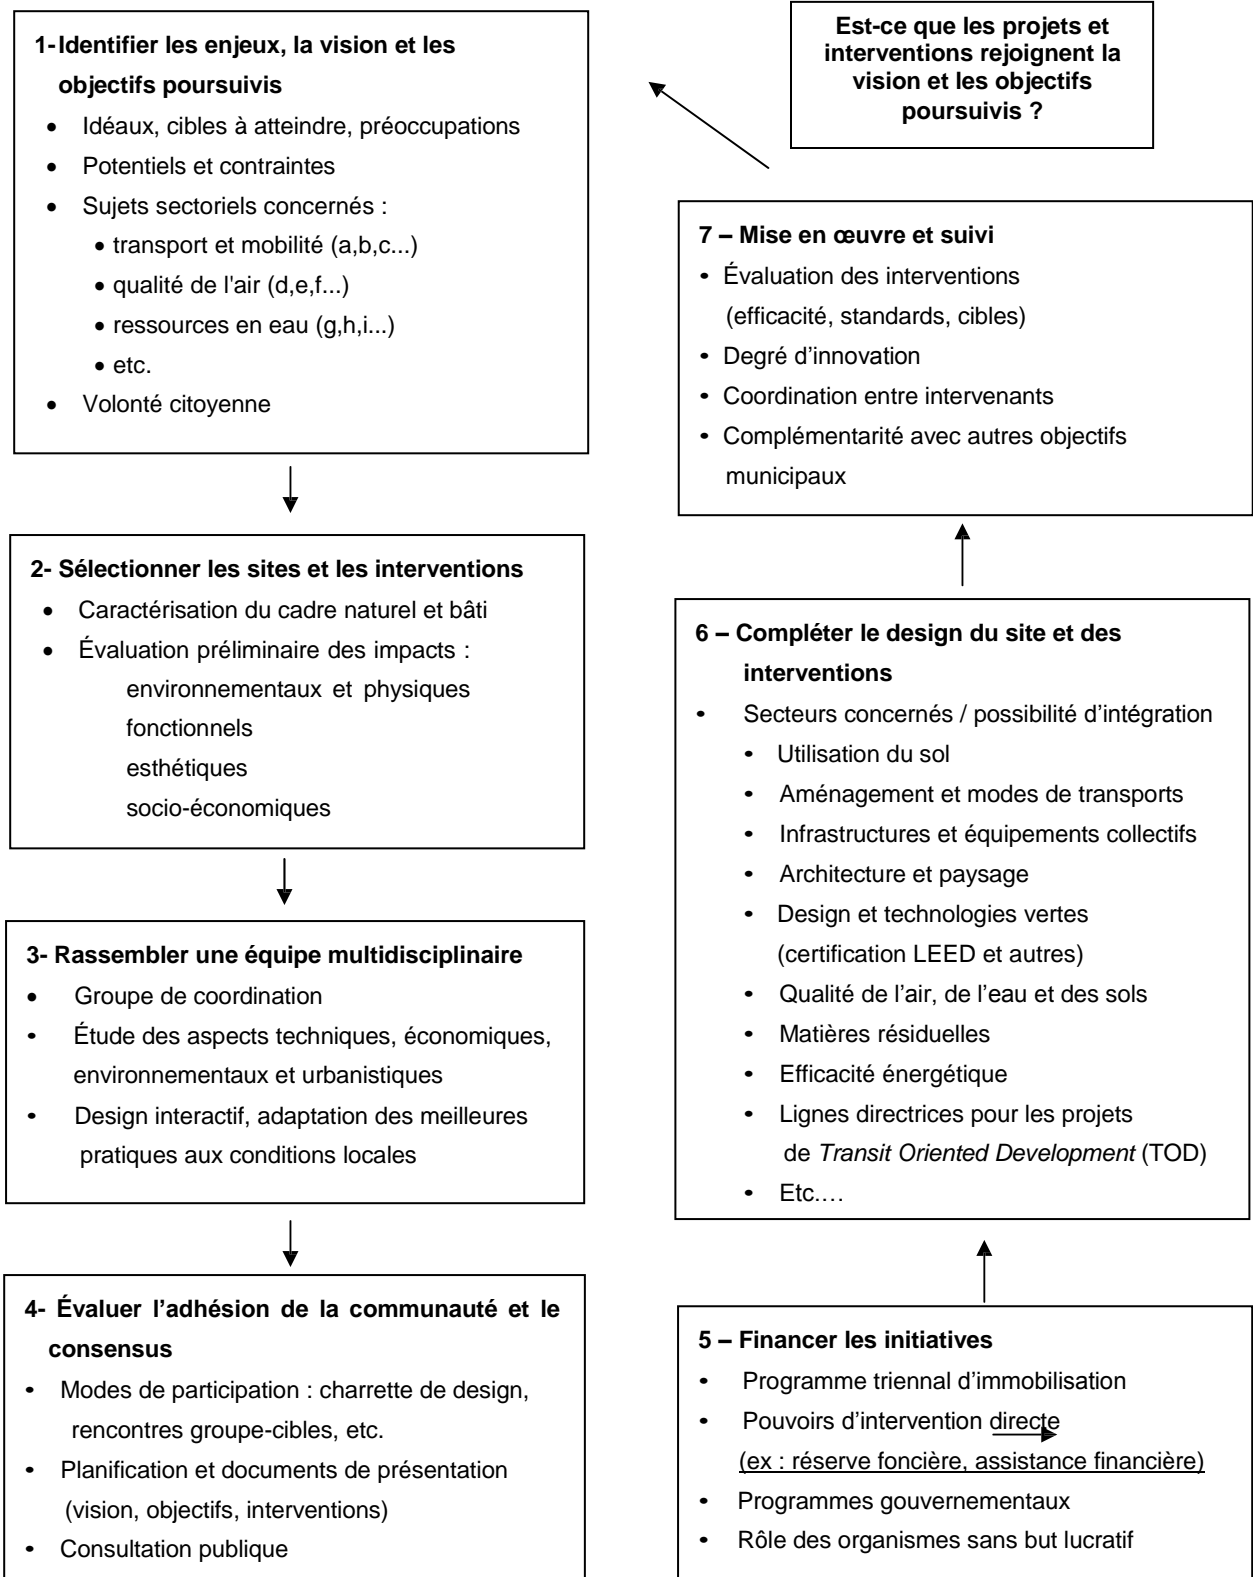 1-Identifier les enjeux, la vision et les
objectifs poursuivis
• Idéaux, cibles à atteindre, préoccupations
• Potentiels et contraintes
• Sujets sectoriels concernés :
• transport et mobilité (a,b,c...)
• qualité de l'air (d,e,f...)
• ressources en eau (g,h,i...)
• etc.
• Volonté citoyenne
2- Sélectionner les sites et les interventions
• Caractérisation du cadre naturel et bâti
• Évaluation préliminaire des impacts :
environnementaux et physiques
fonctionnels
esthétiques
socio-économiques
3- Rassembler une équipe multidisciplinaire
• Groupe de coordination
• Étude des aspects techniques, économiques,
environnementaux et urbanistiques
• Design interactif, adaptation des meilleures
pratiques aux conditions locales
4- Évaluer l’adhésion de la communauté et le
consensus
• Modes de participation : charrette de design,
rencontres groupe-cibles, etc.
• Planification et documents de présentation
(vision, objectifs, interventions)
• Consultation publique
5 – Financer les initiatives
• Programme triennal d’immobilisation
• Pouvoirs d’intervention directe
(ex : réserve foncière, assistance financière)
• Programmes gouvernementaux
• Rôle des organismes sans but lucratif
6 – Compléter le design du site et des
interventions
• Secteurs concernés / possibilité d’intégration
• Utilisation du sol
• Aménagement et modes de transports
• Infrastructures et équipements collectifs
• Architecture et paysage
• Design et technologies vertes
(certification LEED et autres)
• Qualité de l’air, de l’eau et des sols
• Matières résiduelles
• Efficacité énergétique
• Lignes directrices pour les projets
de Transit Oriented Development (TOD)
• Etc.…
7 – Mise en œuvre et suivi
• Évaluation des interventions
(efficacité, standards, cibles)
• Degré d’innovation
• Coordination entre intervenants
• Complémentarité avec autres objectifs
municipaux
Est-ce que les projets et
interventions rejoignent la
vision et les objectifs
poursuivis ?